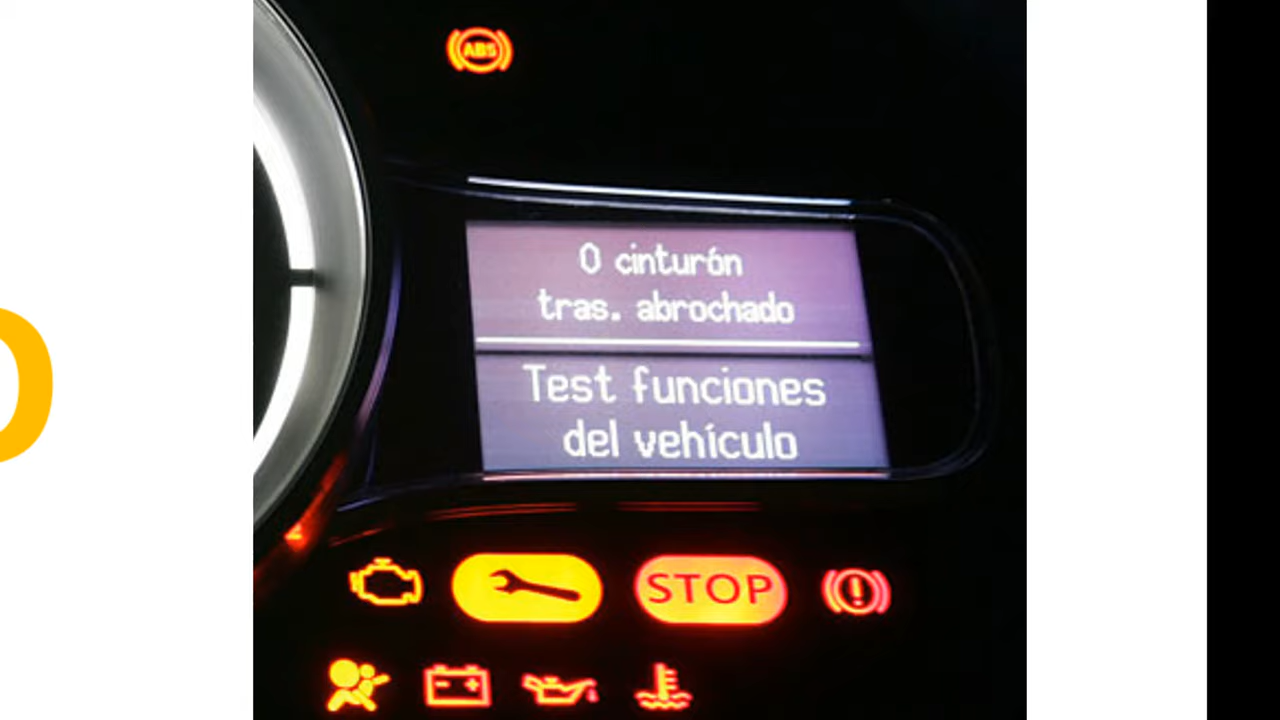 ABS
0 cinturón
tras. abrochado
Test funciones
del vehículo
STOP